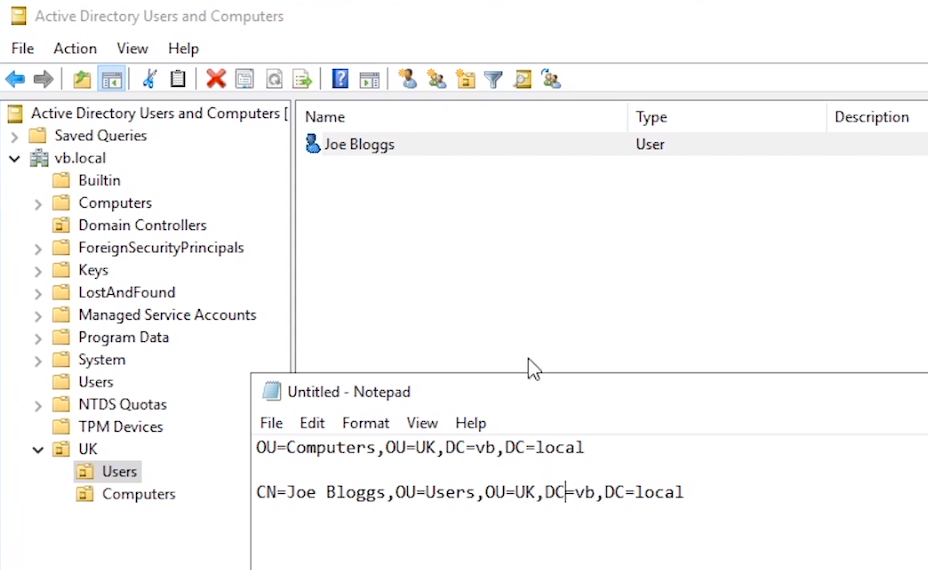 Active Directory Users and Computers
File Action View Help
Active Directory Users and Computers [
Saved Queries
vb.local
Builtin
Computers
Domain Controllers
ForeignSecurityPrincipals
Keys
LostAndFound
Managed Service Accounts
Program Data
System
Users
NTDS Quotas
TPM Devices
UK
Users
Computers
Name Type Description
Joe Bloggs User
Untitled - Notepad
File Edit Format View Help
OU=Computers,OU=UK,DC=vb,DC=local
CN=Joe Bloggs,OU=Users,OU=UK,DC=vb,DC=local